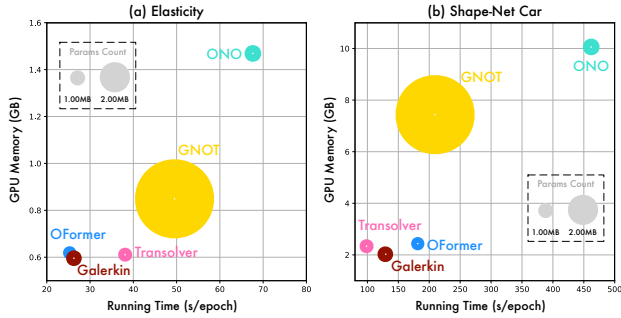 (a) Elasticity
GPU Memory (GB)
1.6
1.4
1.2
1.0
0.8
0.6
Params Count
1.00MB 2.00MB
ONO
GNOT
OFormer
Transolver
Galerkin
20 30 40 50 60 70 80
Running Time (s/epoch)
(b) Shape-Net Car
GPU Memory (GB)
10
8
6
4
2
ONO
GNOT
Params Count
1.00MB 2.00MB
Transolver
OFormer
Galerkin
100 150 200 250 300 350 400 450 500
Running Time (s/epoch)